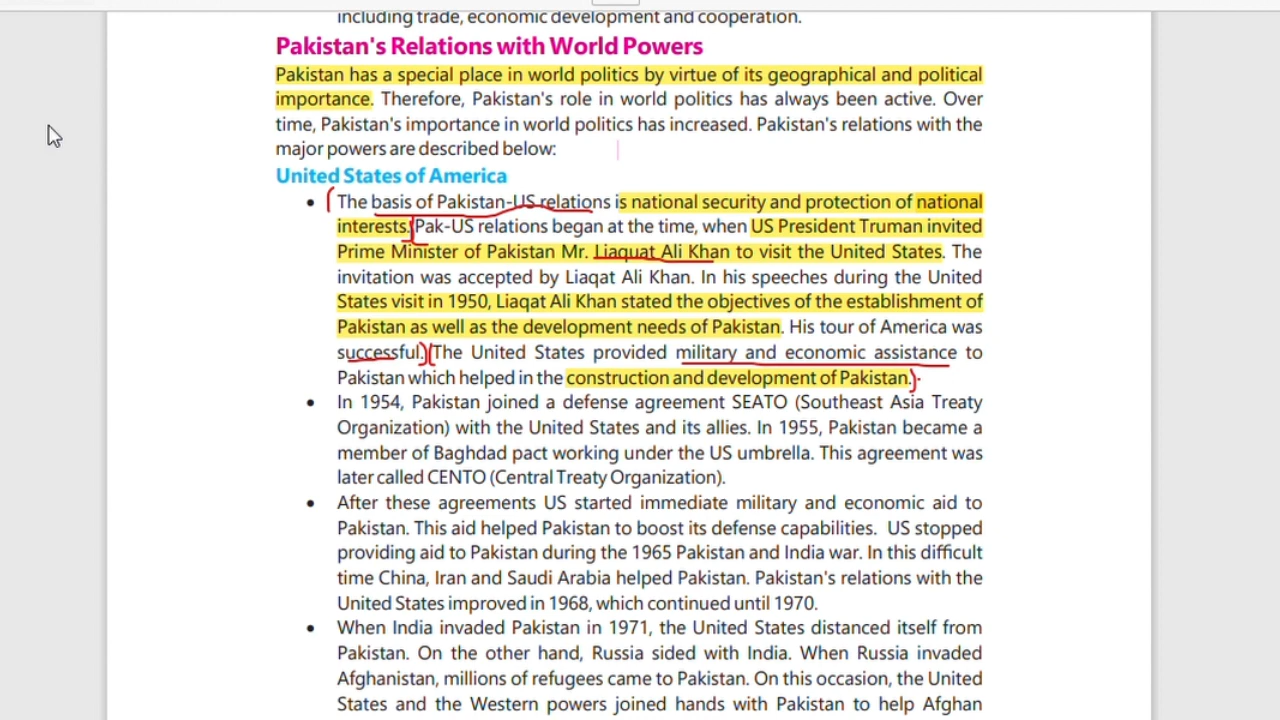 including trade, economic development and cooperation.
Pakistan's Relations with World Powers
Pakistan has a special place in world politics by virtue of its geographical and political
importance. Therefore, Pakistan's role in world politics has always been active. Over
time, Pakistan's importance in world politics has increased. Pakistan's relations with the
major powers are described below:
United States of America
• The basis of Pakistan-US relations is national security and protection of national
interests. Pak-US relations began at the time, when US President Truman invited
Prime Minister of Pakistan Mr. Liaquat Ali Khan to visit the United States. The
invitation was accepted by Liaqat Ali Khan. In his speeches during the United
States visit in 1950, Liaqat Ali Khan stated the objectives of the establishment of
Pakistan as well as the development needs of Pakistan. His tour of America was
successful. The United States provided military and economic assistance to
Pakistan which helped in the construction and development of Pakistan.
• In 1954, Pakistan joined a defense agreement SEATO (Southeast Asia Treaty
Organization) with the United States and its allies. In 1955, Pakistan became a
member of Baghdad pact working under the US umbrella. This agreement was
later called CENTO (Central Treaty Organization).
• After these agreements US started immediate military and economic aid to
Pakistan. This aid helped Pakistan to boost its defense capabilities. US stopped
providing aid to Pakistan during the 1965 Pakistan and India war. In this difficult
time China, Iran and Saudi Arabia helped Pakistan. Pakistan's relations with the
United States improved in 1968, which continued until 1970.
• When India invaded Pakistan in 1971, the United States distanced itself from
Pakistan. On the other hand, Russia sided with India. When Russia invaded
Afghanistan, millions of refugees came to Pakistan. On this occasion, the United
States and the Western powers joined hands with Pakistan to help Afghan